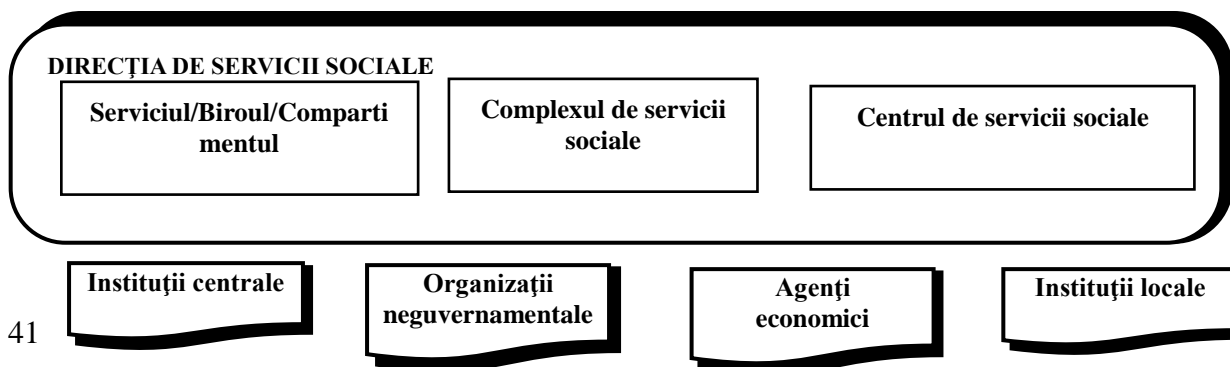 DIRECŢIA DE SERVICII SOCIALE
Serviciul/Biroul/Comparti
mentul
Complexul de servicii
sociale
Centrul de servicii sociale
Instituţii centrale
Organizaţii
neguvernamentale
Agenţi
economici
Instituţii locale
41